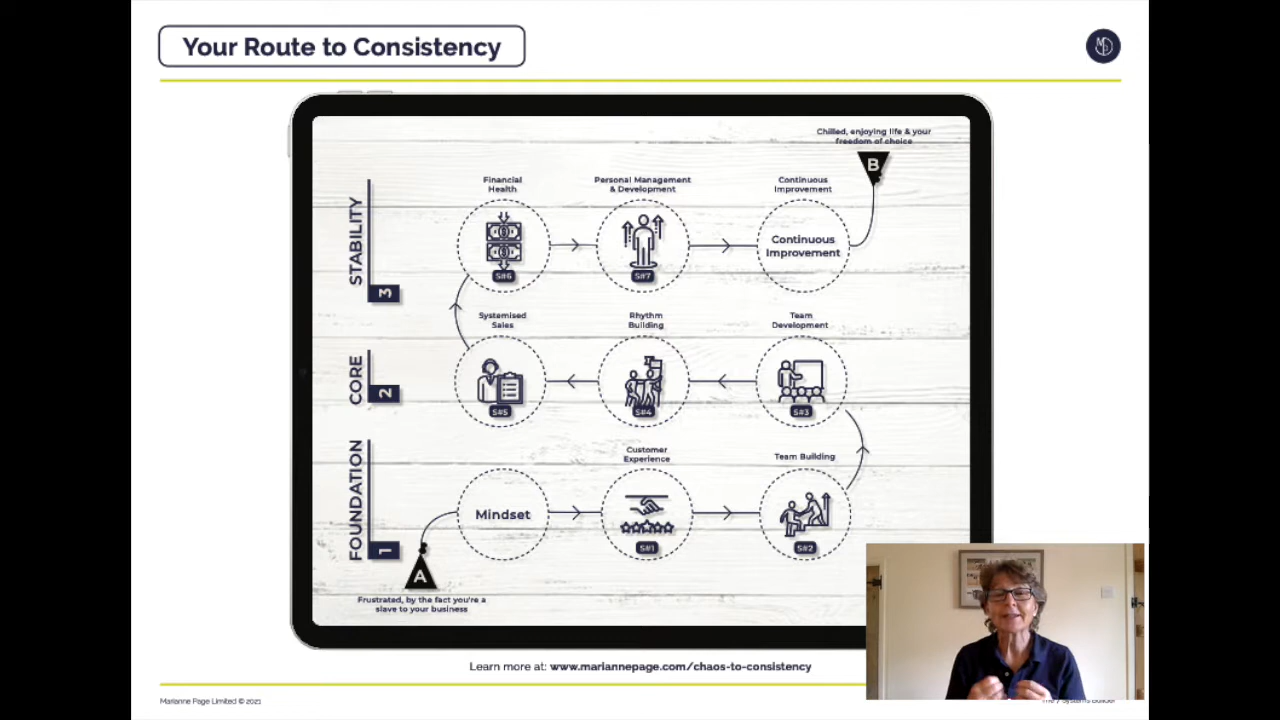 Your Route to Consistency
Chilled, enjoying life & your
freedom of choice
B
STABILITY
3
Financial
Health
S#6
Personal Management
& Development
S#7
Continuous
Improvement
Continuous
Improvement
CORE
2
Systemised
Sales
S#5
Rhythm
Building
S#4
Team
Development
S#3
FOUNDATION
1
Mindset
Customer
Experience
S#1
Team Building
S#2
A
Frustrated, by the fact you're a
slave to your business
Learn more at: www.mariannepage.com/chaos-to-consistency
Marianne Page Limited © 2021